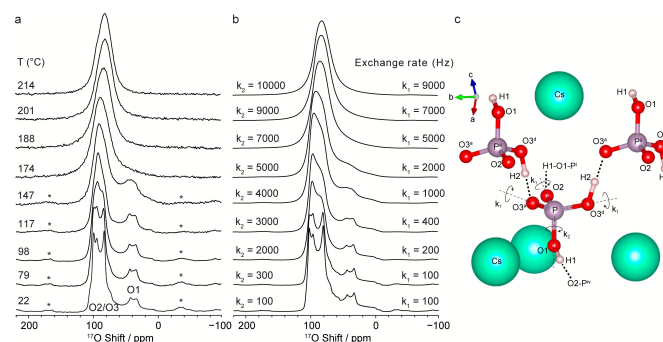 a
b
c
T (°C)
Exchange rate (Hz)
214
k2 = 10000
k1 = 9000
201
k2 = 9000
k1 = 7000
188
k2 = 7000
k1 = 5000
174
k2 = 5000
k1 = 2000
147
* *
k2 = 4000
k1 = 1000
117
* *
k2 = 3000
k1 = 400
98
* *
k2 = 2000
k1 = 200
79
* *
k2 = 300
k1 = 100
22
* *
k2 = 100
k1 = 100
O1
O2/O3
200 100 0 -100
17O Shift / ppm
200 100 0 -100
17O Shift / ppm
c
b
a
H1
O1
Cs
H1
O1
O3a
O3d
O2
H2
H1-O1-Pi
k1
O2
k1
O3a
P
O3d
k1
k2
O3a
O2
H2
O1
H1
Cs
O2-Piv